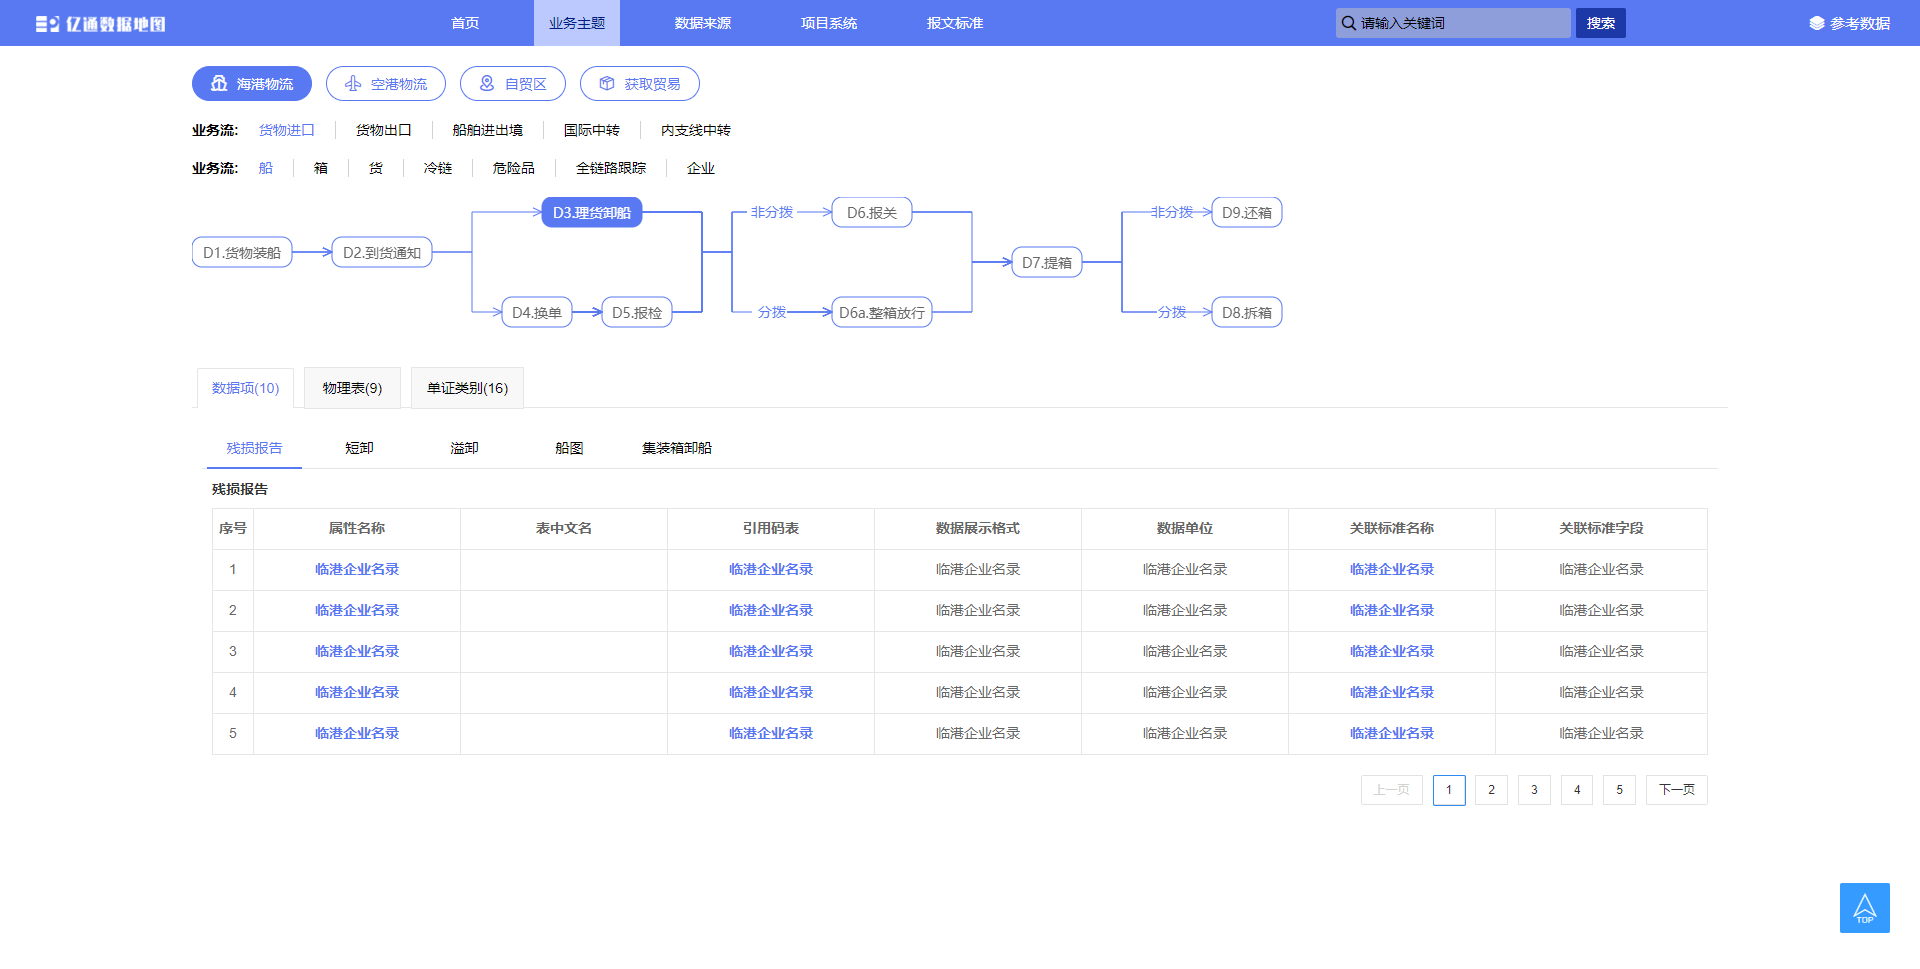 亿通数据地图 首页 业务主题 数据来源 项目系统 报文标准 请输入关键词 搜索 参考数据
海港物流 空港物流 自贸区 获取贸易
业务流: 货物进口 货物出口 船舶进出境 国际中转 内支线中转
业务流: 船 箱 货 冷链 危险品 全链路跟踪 企业
D3.理货卸船 非分拨 D6.报关 非分拨 D9.还箱
D1.货物装船 D2.到货通知 D7.提箱
D4.换单 D5.报检 分拨 D6a.整箱放行 分拨 D8.拆箱
数据项(10) 物理表(9) 单证类别(16)
残损报告 短卸 溢卸 船图 集装箱卸船
残损报告
序号 属性名称 表中文名 引用码表 数据展示格式 数据单位 关联标准名称 关联标准字段
1 临港企业名录 临港企业名录 临港企业名录 临港企业名录 临港企业名录 临港企业名录
2 临港企业名录 临港企业名录 临港企业名录 临港企业名录 临港企业名录 临港企业名录
3 临港企业名录 临港企业名录 临港企业名录 临港企业名录 临港企业名录 临港企业名录
4 临港企业名录 临港企业名录 临港企业名录 临港企业名录 临港企业名录 临港企业名录
5 临港企业名录 临港企业名录 临港企业名录 临港企业名录 临港企业名录 临港企业名录
上一页 1 2 3 4 5 下一页
TOP